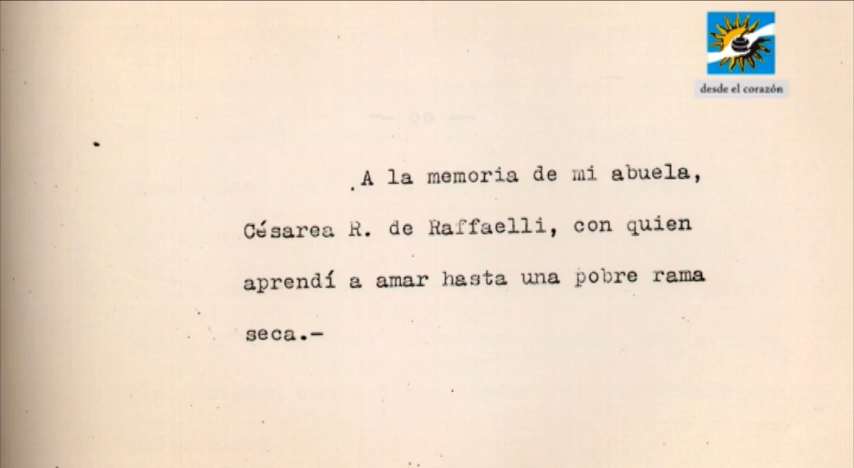 desde el corazón
A la memoria de mi abuela,
Césarea R. de Raffaelli, con quien
aprendí a amar hasta una pobre rama
seca.-